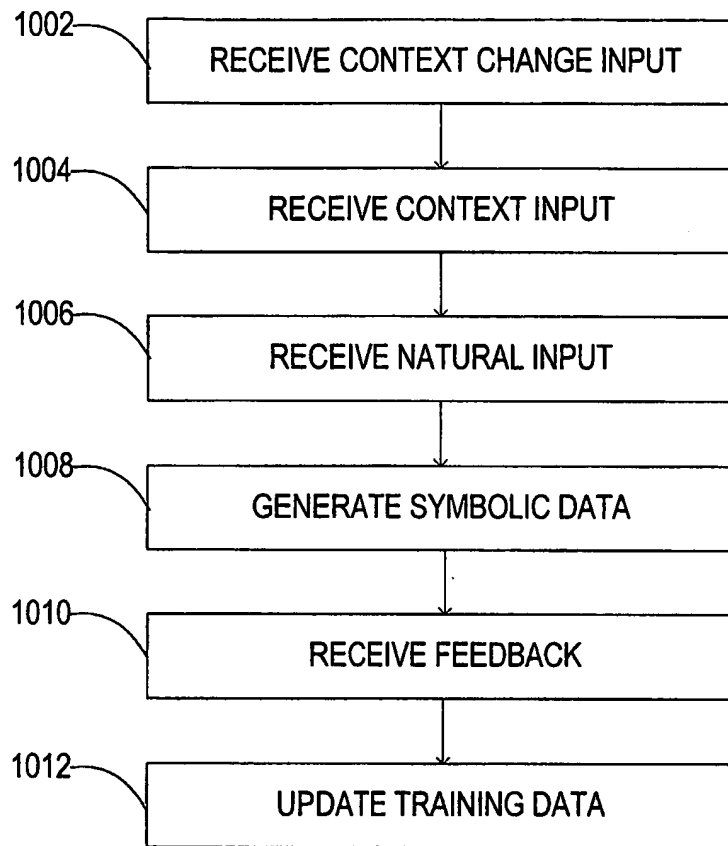 1002
RECEIVE CONTEXT CHANGE INPUT
1004
RECEIVE CONTEXT INPUT
1006
RECEIVE NATURAL INPUT
1008
GENERATE SYMBOLIC DATA
1010
RECEIVE FEEDBACK
1012
UPDATE TRAINING DATA